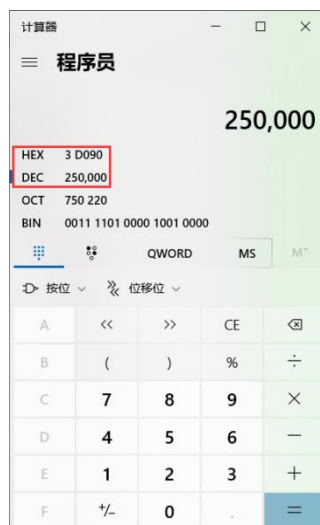 计算器
程序员
250,000
HEX 3 D090
DEC 250,000
OCT 750 220
BIN 0011 1101 0000 1001 0000
QWORD MS M˅
按位 位移位
A << >> CE
B ( ) % ÷
C 7 8 9 ×
D 4 5 6 −
E 1 2 3 +
F +/− 0 . =